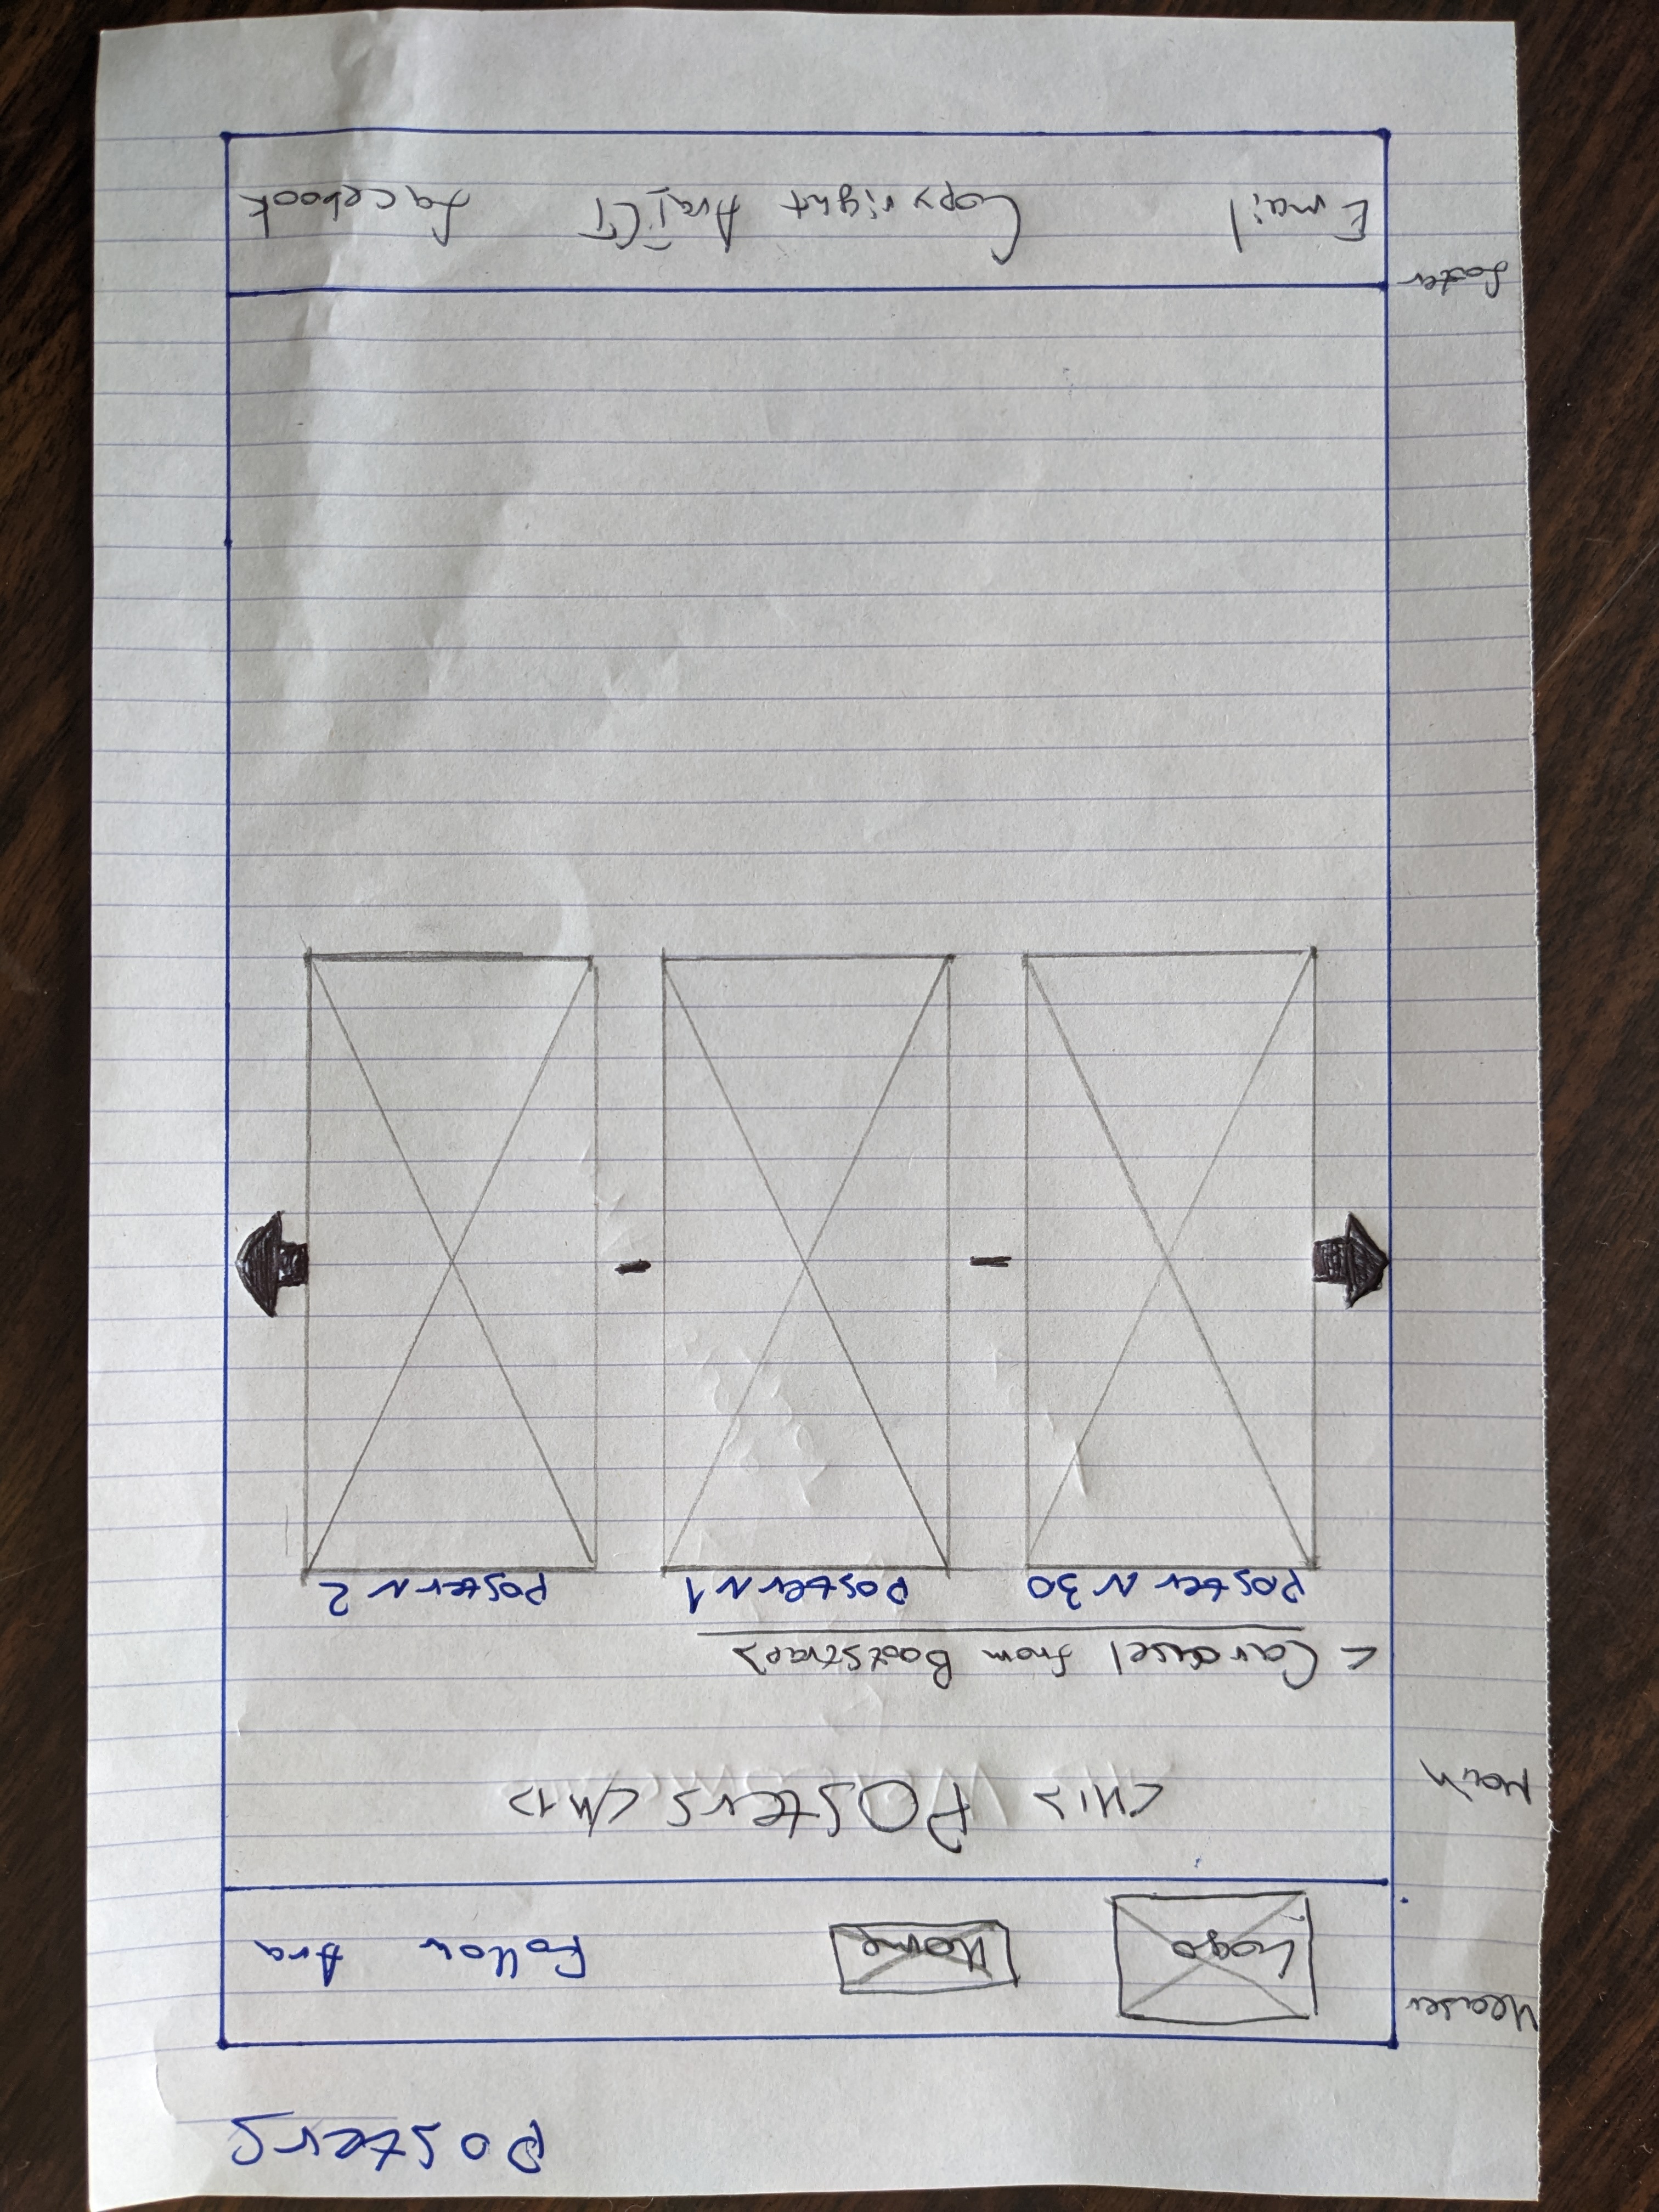 Posters
Header
Logo
Home
Follow Ara
Main
<H1> Posters </h1>
< Carousel from Bootstrap>
Poster N 30
Poster N 1
Poster N 2
footer
Email
Copyright AraICT
facebook